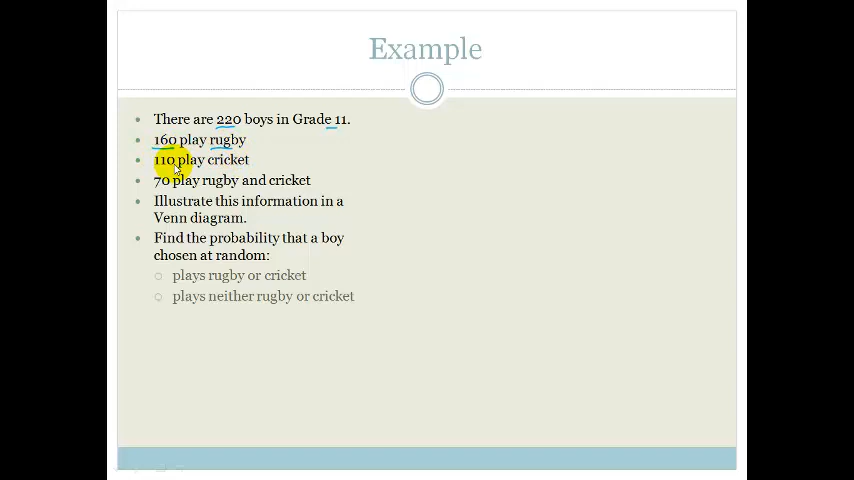 Example
There are 220 boys in Grade 11.
160 play rugby
110 play cricket
70 play rugby and cricket
Illustrate this information in a
Venn diagram.
Find the probability that a boy
chosen at random:
plays rugby or cricket
plays neither rugby or cricket